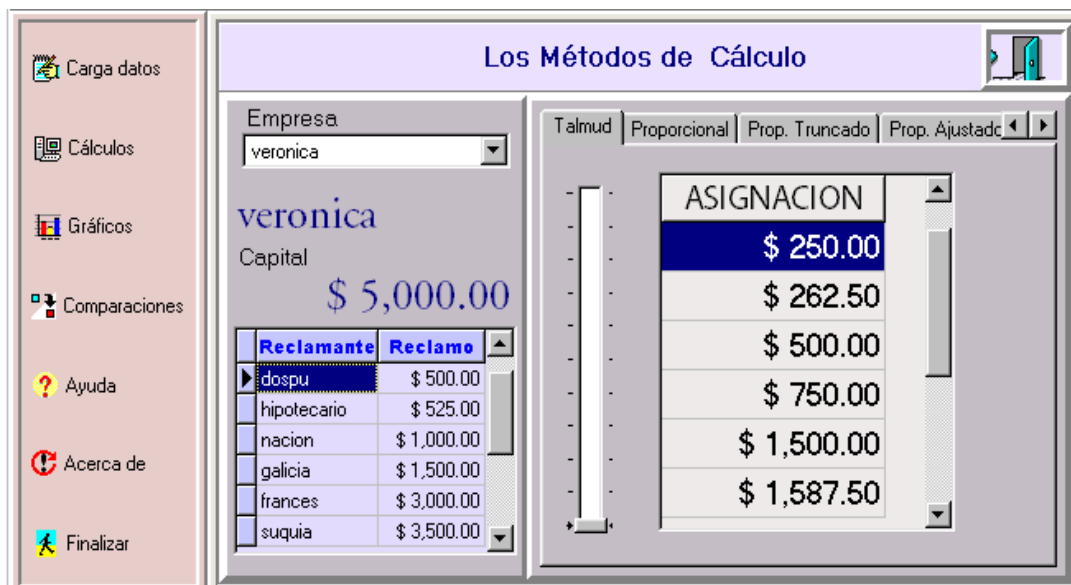 Los Métodos de Cálculo
Carga datos
Cálculos
Gráficos
Comparaciones
Ayuda
Acerca de
Finalizar
Empresa
veronica
veronica
Capital
$ 5,000.00
Reclamante Reclamo
dospu $ 500.00
hipotecario $ 525.00
nacion $ 1,000.00
galicia $ 1,500.00
frances $ 3,000.00
suquia $ 3,500.00
Talmud Proporcional Prop. Truncado Prop. Ajustado
ASIGNACION
$ 250.00
$ 262.50
$ 500.00
$ 750.00
$ 1,500.00
$ 1,587.50